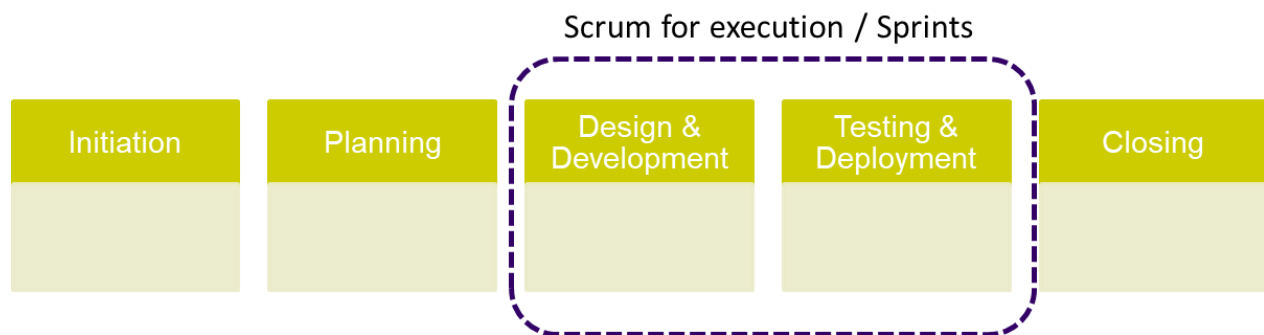 Scrum for execution / Sprints
Initiation
Planning
Design &
Development
Testing &
Deployment
Closing